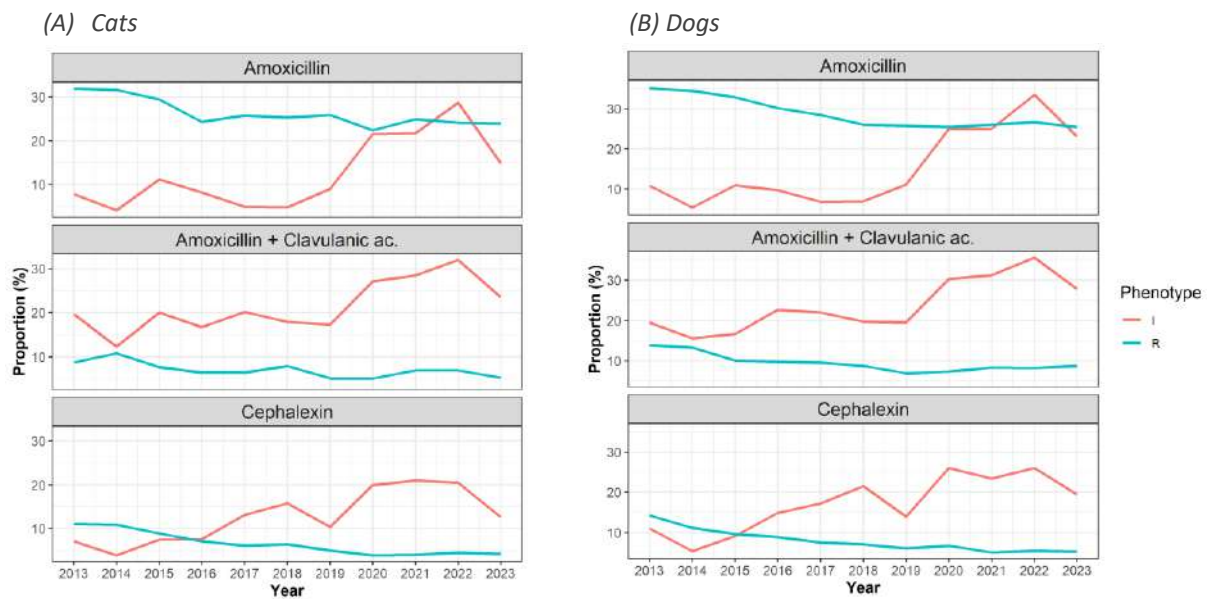 (A) Cats
Amoxicillin
30
20
10
Amoxicillin + Clavulanic ac.
30
20
10
Cephalexin
30
20
10
2013 2014 2015 2016 2017 2018 2019 2020 2021 2022 2023
Year
Proportion (%)
(B) Dogs
Amoxicillin
30
20
10
Amoxicillin + Clavulanic ac.
30
20
10
Cephalexin
30
20
10
2013 2014 2015 2016 2017 2018 2019 2020 2021 2022 2023
Year
Proportion (%)
Phenotype
I
R